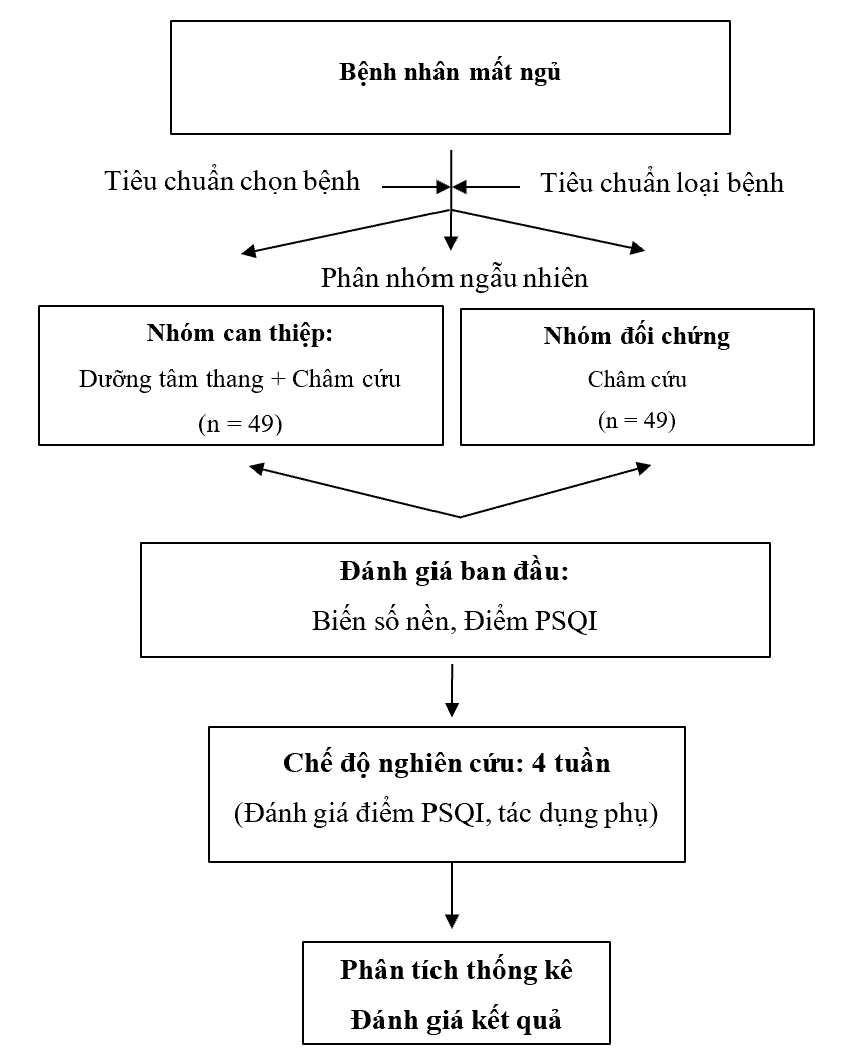 Bệnh nhân mất ngủ
Tiêu chuẩn chọn bệnh
Tiêu chuẩn loại bệnh
Phân nhóm ngẫu nhiên
Nhóm can thiệp:
Dưỡng tâm thang + Châm cứu
(n = 49)
Nhóm đối chứng
Châm cứu
(n = 49)
Đánh giá ban đầu:
Biến số nền, Điểm PSQI
Chế độ nghiên cứu: 4 tuần
(Đánh giá điểm PSQI, tác dụng phụ)
Phân tích thống kê
Đánh giá kết quả